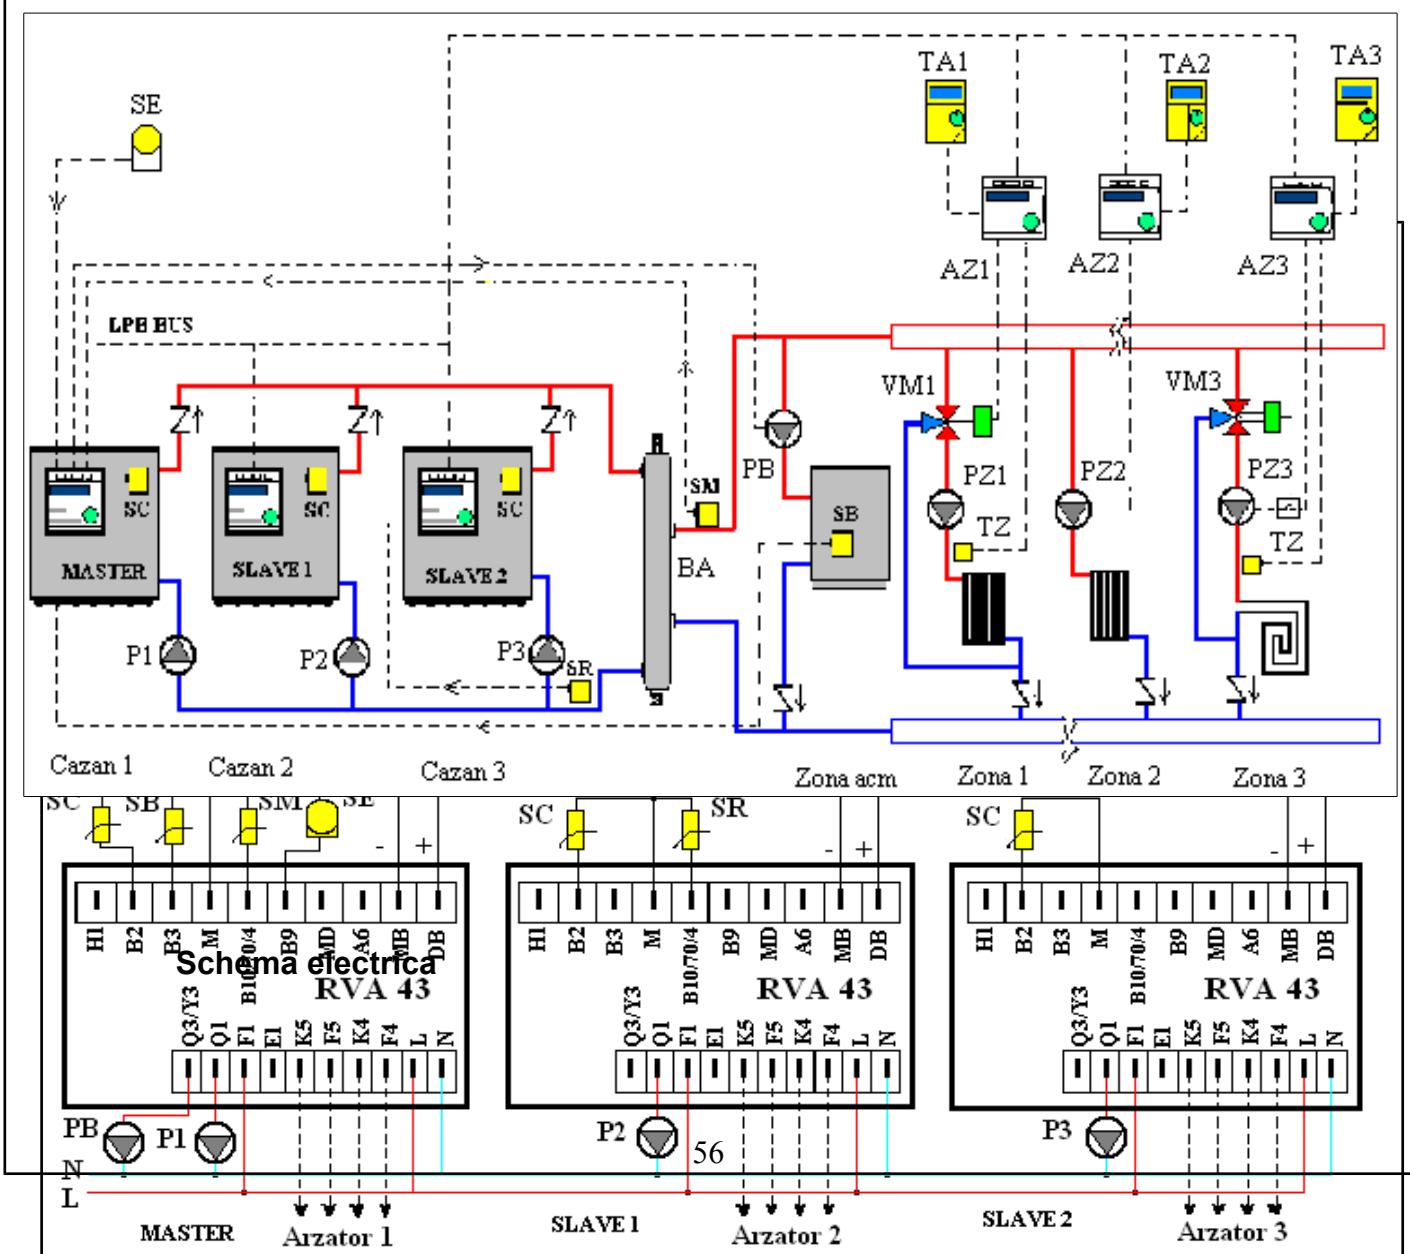 TA1
TA2
TA3
SE
AZ1
AZ2
AZ3
LPB BUS
VM1
VM3
PB
PZ1
PZ2
PZ3
SC
SC
SC
SM
SB
TZ
TZ
MASTER
SLAVE 1
SLAVE 2
BA
P1
P2
P3
SR
Cazan 1
Cazan 2
Cazan 3
Zona acm
Zona 1
Zona 2
Zona 3
SC
SB
SM
SE
- +
SC
SR
- +
SC
- +
H1 B2 B3 M B10/70/4 B9 MD A6 MB DB
H1 B2 B3 M B10/70/4 B9 MD A6 MB DB
H1 B2 B3 M B10/70/4 B9 MD A6 MB DB
Schema electrica
RVA 43
RVA 43
RVA 43
Q3/Y3 Q1 F1 E1 K5 F5 K4 F4 L N
Q3/Y3 Q1 F1 E1 K5 F5 K4 F4 L N
Q3/Y3 Q1 F1 E1 K5 F5 K4 F4 L N
PB
P1
P2
P3
56
N
L
MASTER
Arzator 1
SLAVE 1
Arzator 2
SLAVE 2
Arzator 3